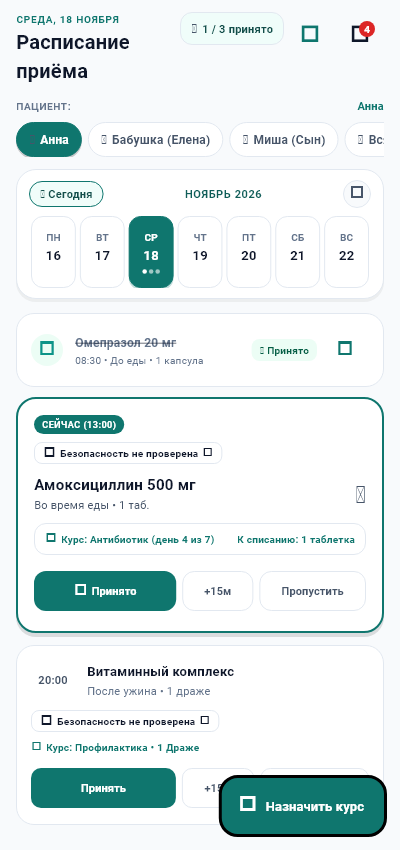 СРЕДА, 18 НОЯБРЯ
Расписание
приёма
1 / 3 принято
4
ПАЦИЕНТ:
Анна
Анна
Бабушка (Елена)
Миша (Сын)
Сегодня
НОЯБРЬ 2026
ПН ВТ СР ЧТ ПТ СБ ВС
16 17 18 19 20 21 22
Омепразол 20 мг
08:30 • До еды • 1 капсула
Принято
СЕЙЧАС (13:00)
Безопасность не проверена
Амоксициллин 500 мг
Во время еды • 1 таб.
Курс: Антибиотик (день 4 из 7)
К списанию: 1 таблетка
Принято
+15м
Пропустить
20:00
Витаминный комплекс
После ужина • 1 драже
Безопасность не проверена
Курс: Профилактика • 1 Драже
Принять
Назначить курс